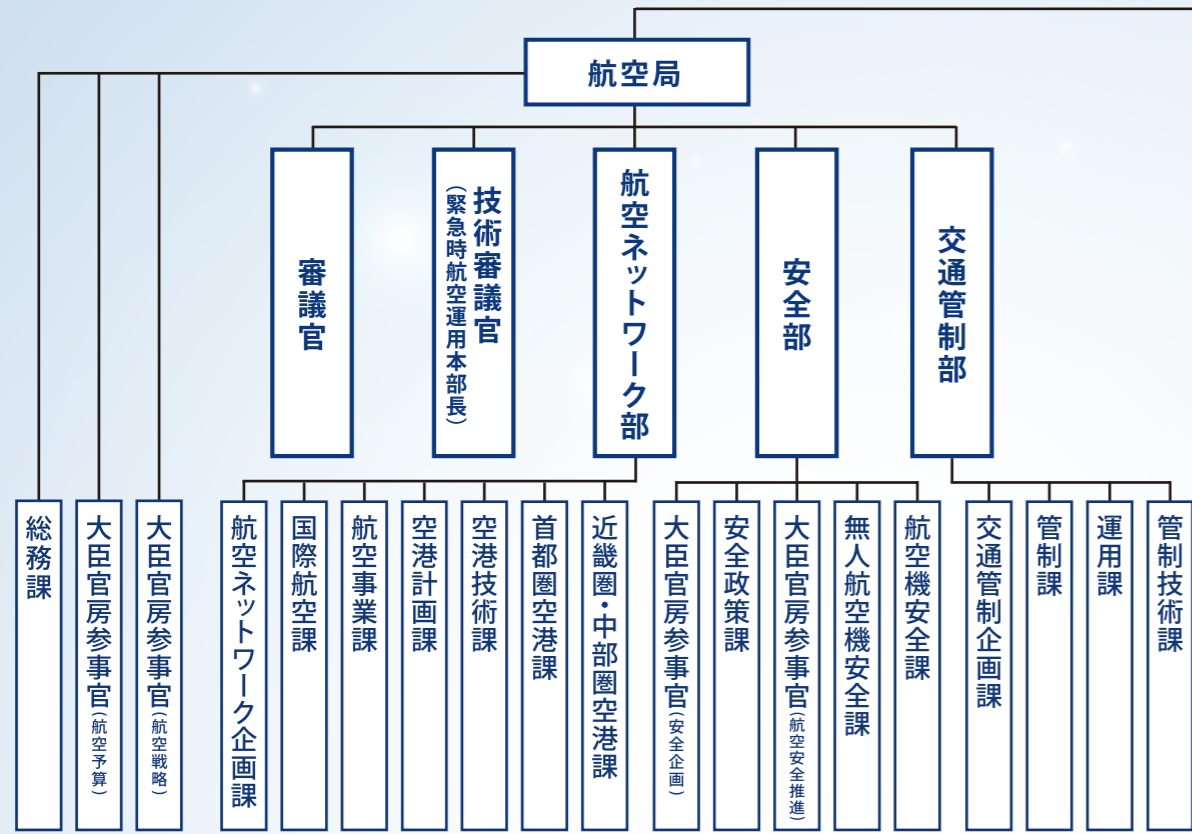 航空局
審議官
技術審議官
（緊急時航空運用本部長）
航空ネットワーク部
安全部
交通管制部
総務課
大臣官房参事官（航空予算）
大臣官房参事官（航空戦略）
航空ネットワーク企画課
国際航空課
航空事業課
空港計画課
空港技術課
首都圏空港課
近畿圏・中部圏空港課
大臣官房参事官（安全企画）
安全政策課
大臣官房参事官（航空安全推進）
無人航空機安全課
航空機安全課
交通管制企画課
管制課
運用課
管制技術課